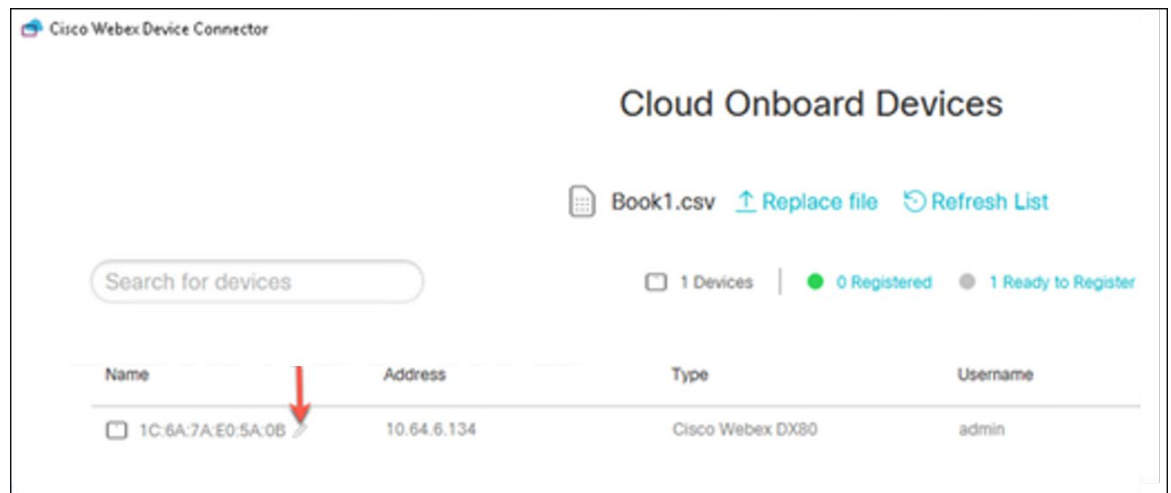 Cisco Webex Device Connector
Cloud Onboard Devices
Book1.csv Replace file Refresh List
Search for devices 1 Devices 0 Registered 1 Ready to Register
Name Address Type Username
1C:6A:7A:E0:5A:0B 10.64.6.134 Cisco Webex DX80 admin